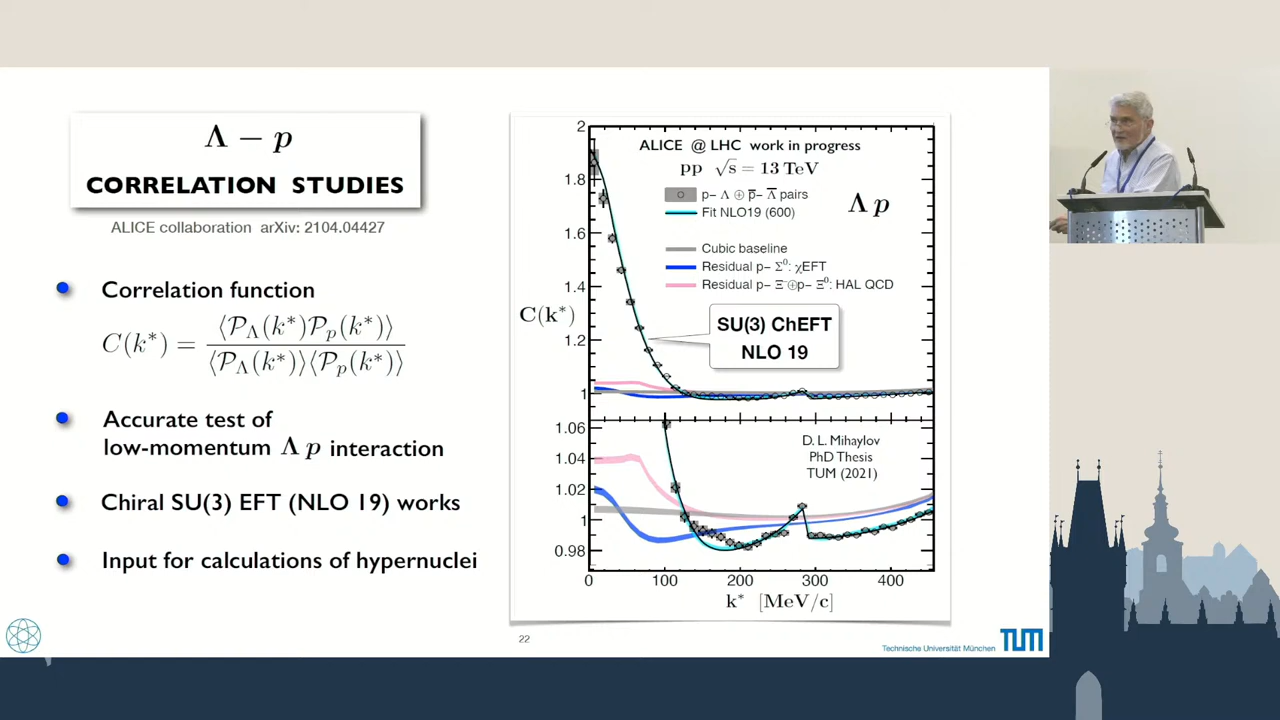 Λ − p
CORRELATION STUDIES
ALICE collaboration arXiv: 2104.04427
Correlation function
C(k*) = ⟨P_Λ(k*)P_p(k*)⟩ / ⟨P_Λ(k*)⟩⟨P_p(k*)⟩
Accurate test of
low-momentum Λ p interaction
Chiral SU(3) EFT (NLO 19) works
Input for calculations of hypernuclei
ALICE @ LHC work in progress
pp √s = 13 TeV
p− Λ ⊕ p̅− Λ̅ pairs
Fit NLO19 (600)
Λ p
Cubic baseline
Residual p− Σ⁰: χEFT
Residual p− Ξ⁻⊕p− Ξ⁰: HAL QCD
SU(3) ChEFT
NLO 19
C(k*)
2
1.8
1.6
1.4
1.2
1
1.06
1.04
1.02
1
0.98
D. L. Mihaylov
PhD Thesis
TUM (2021)
0 100 200 300 400
k* [MeV/c]
22
Technische Universität München
TUM